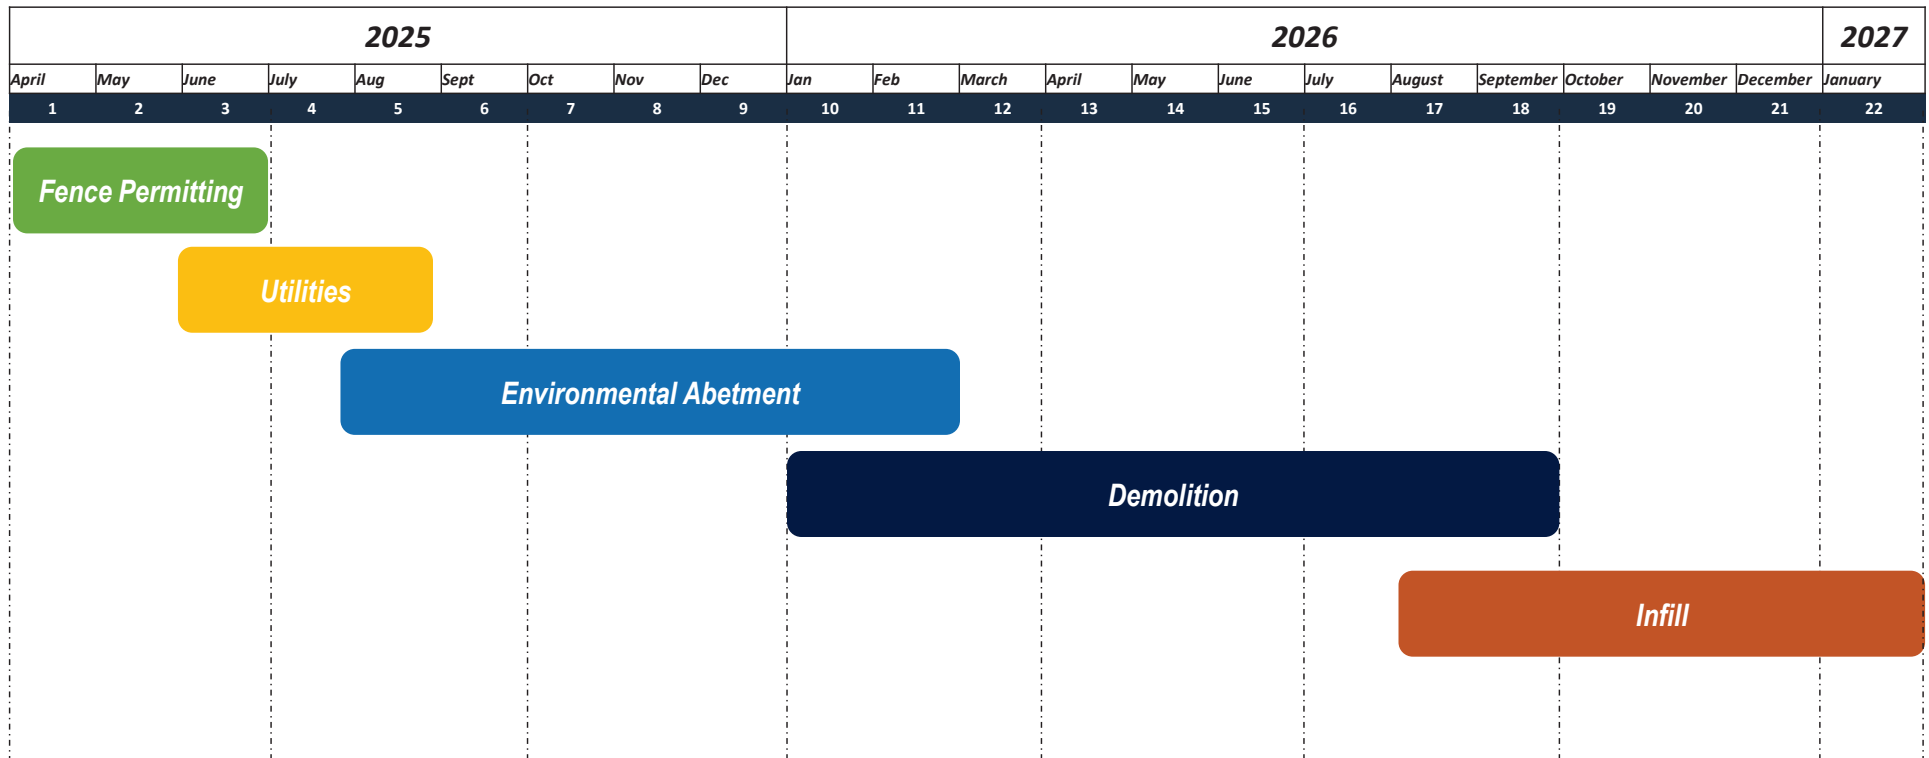 2025 2026 2027
April May June July Aug Sept Oct Nov Dec Jan Feb March April May June July August September October November December January
1 2 3 4 5 6 7 8 9 10 11 12 13 14 15 16 17 18 19 20 21 22
Fence Permitting
Utilities
Environmental Abetment
Demolition
Infill